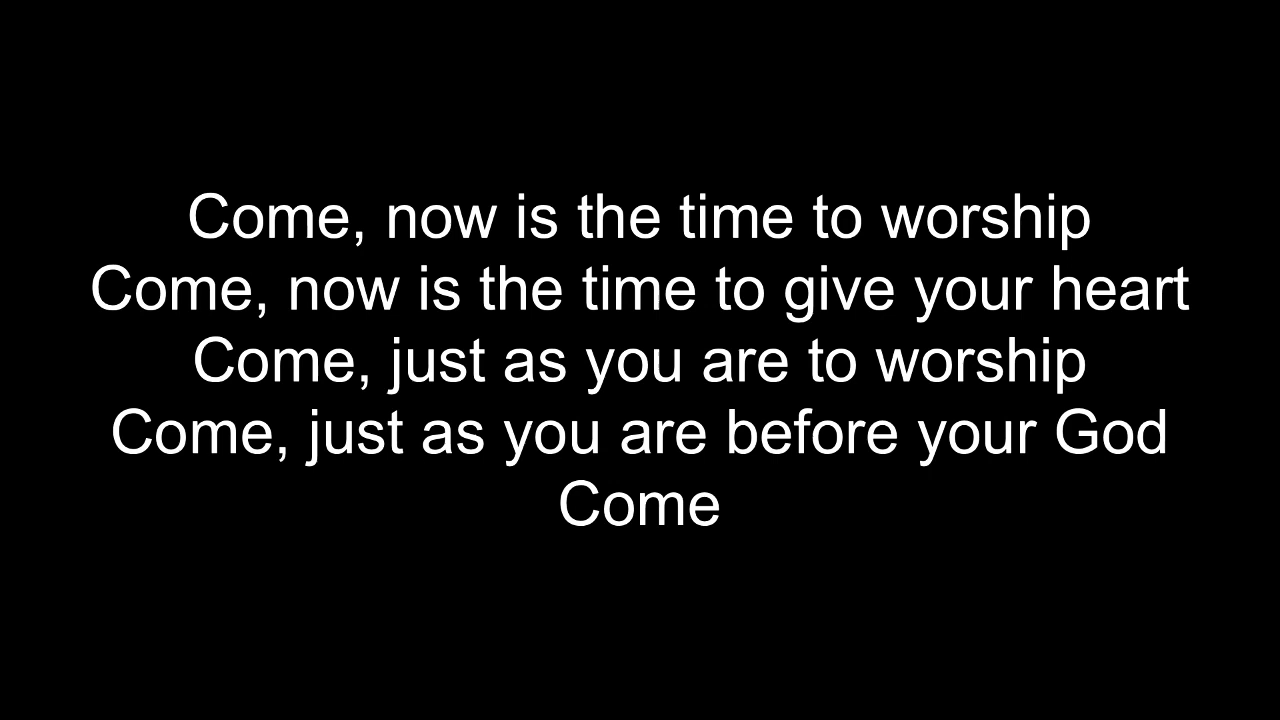 Come, now is the time to worship
Come, now is the time to give your heart
Come, just as you are to worship
Come, just as you are before your God
Come